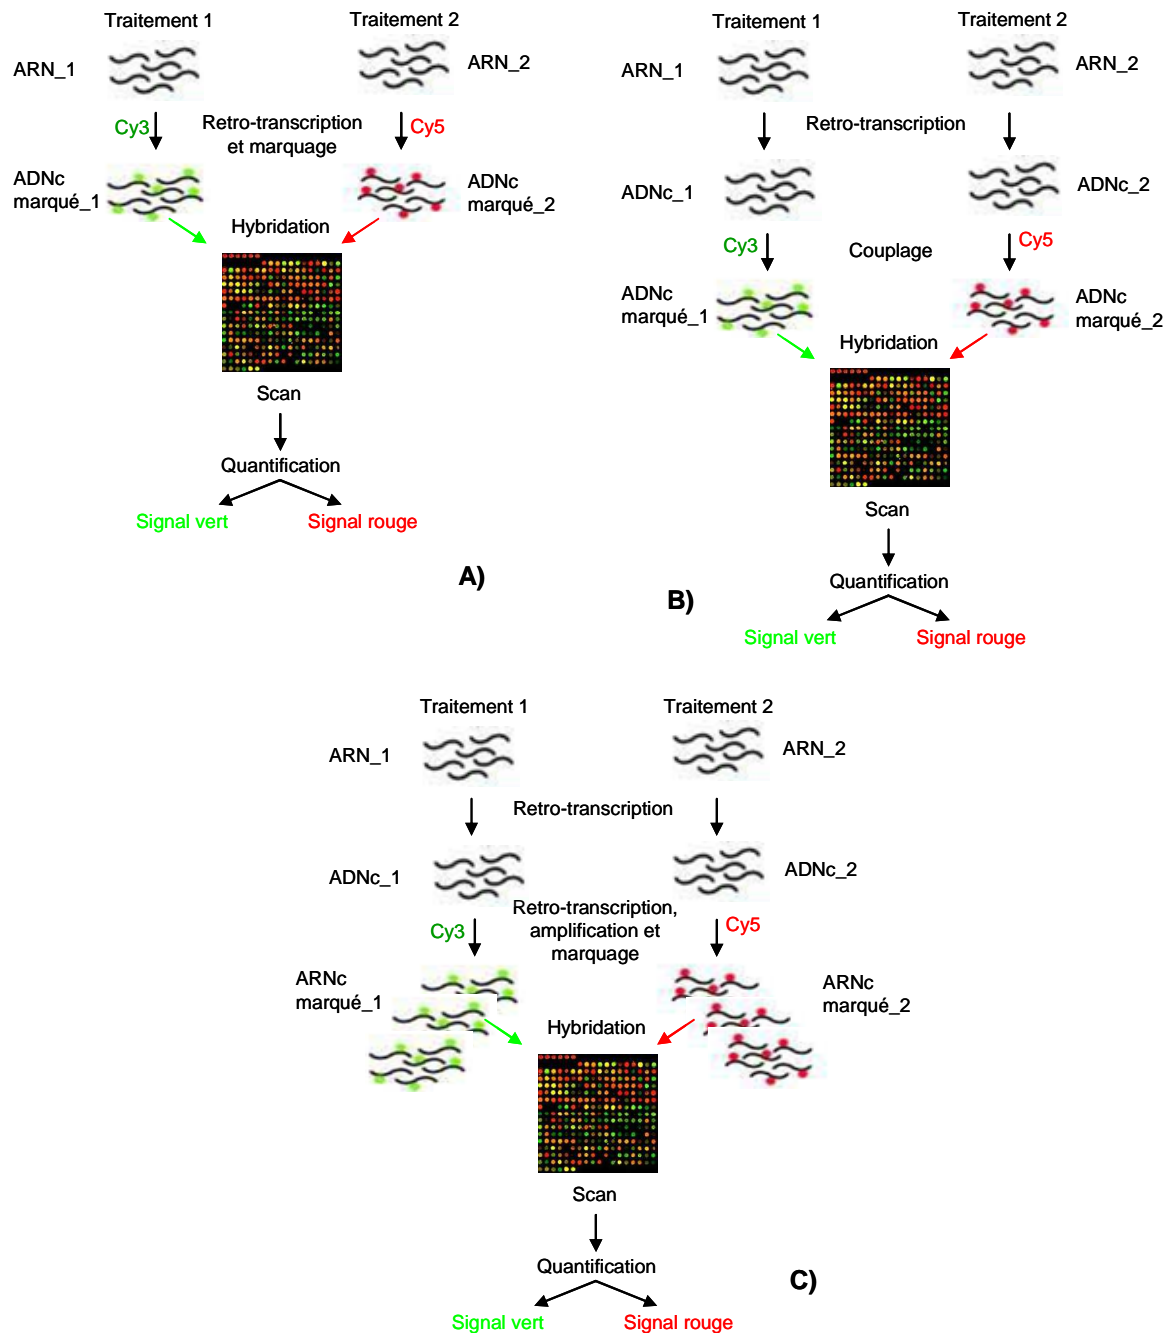 Traitement 1
Traitement 2
ARN_1
ARN_2
Cy3
Retro-transcription
et marquage
Cy5
ADNc
marqué_1
ADNc
marqué_2
Hybridation
Scan
Quantification
Signal vert
Signal rouge
A)
Traitement 1
Traitement 2
ARN_1
ARN_2
Retro-transcription
ADNc_1
ADNc_2
Cy3
Couplage
Cy5
ADNc
marqué_1
ADNc
marqué_2
Hybridation
Scan
Quantification
B)
Signal vert
Signal rouge
Traitement 1
Traitement 2
ARN_1
ARN_2
Retro-transcription
ADNc_1
ADNc_2
Cy3
Retro-transcription,
amplification et
marquage
Cy5
ARNc
marqué_1
ARNc
marqué_2
Hybridation
Scan
Quantification
C)
Signal vert
Signal rouge